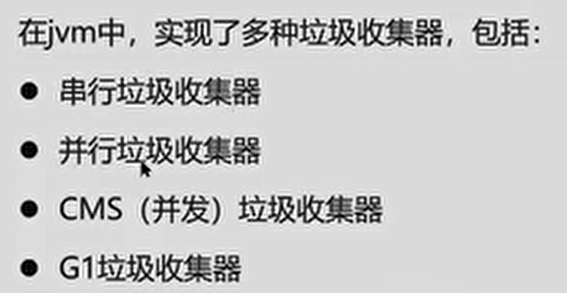 在jvm中，实现了多种垃圾收集器，包括：
● 串行垃圾收集器
● 并行垃圾收集器
● CMS（并发）垃圾收集器
● G1垃圾收集器